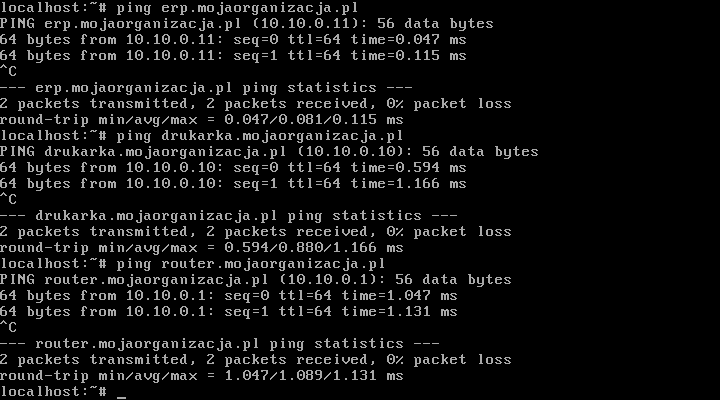 localhost:~# ping erp.mojaorganizacja.pl
PING erp.mojaorganizacja.pl (10.10.0.11): 56 data bytes
64 bytes from 10.10.0.11: seq=0 ttl=64 time=0.047 ms
64 bytes from 10.10.0.11: seq=1 ttl=64 time=0.115 ms
^C
--- erp.mojaorganizacja.pl ping statistics ---
2 packets transmitted, 2 packets received, 0% packet loss
round-trip min/avg/max = 0.047/0.081/0.115 ms
localhost:~# ping drukarka.mojaorganizacja.pl
PING drukarka.mojaorganizacja.pl (10.10.0.10): 56 data bytes
64 bytes from 10.10.0.10: seq=0 ttl=64 time=0.594 ms
64 bytes from 10.10.0.10: seq=1 ttl=64 time=1.166 ms
^C
--- drukarka.mojaorganizacja.pl ping statistics ---
2 packets transmitted, 2 packets received, 0% packet loss
round-trip min/avg/max = 0.594/0.880/1.166 ms
localhost:~# ping router.mojaorganizacja.pl
PING router.mojaorganizacja.pl (10.10.0.1): 56 data bytes
64 bytes from 10.10.0.1: seq=0 ttl=64 time=1.047 ms
64 bytes from 10.10.0.1: seq=1 ttl=64 time=1.131 ms
^C
--- router.mojaorganizacja.pl ping statistics ---
2 packets transmitted, 2 packets received, 0% packet loss
round-trip min/avg/max = 1.047/1.089/1.131 ms
localhost:~# _